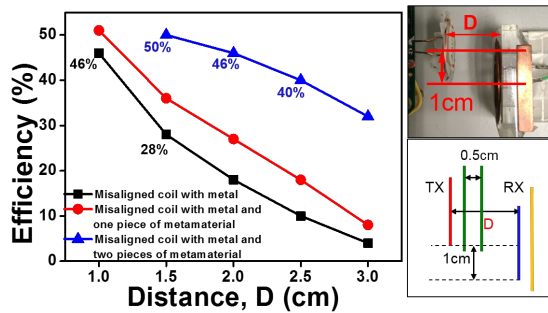 Efficiency (%)
50
40
30
20
10
0
50%
46%
46%
40%
28%
Misaligned coil with metal
Misaligned coil with metal and
one piece of metamaterial
Misaligned coil with metal and
two pieces of metamaterial
1.0 1.5 2.0 2.5 3.0
Distance, D (cm)
D
1cm
0.5cm
TX RX
D
1cm